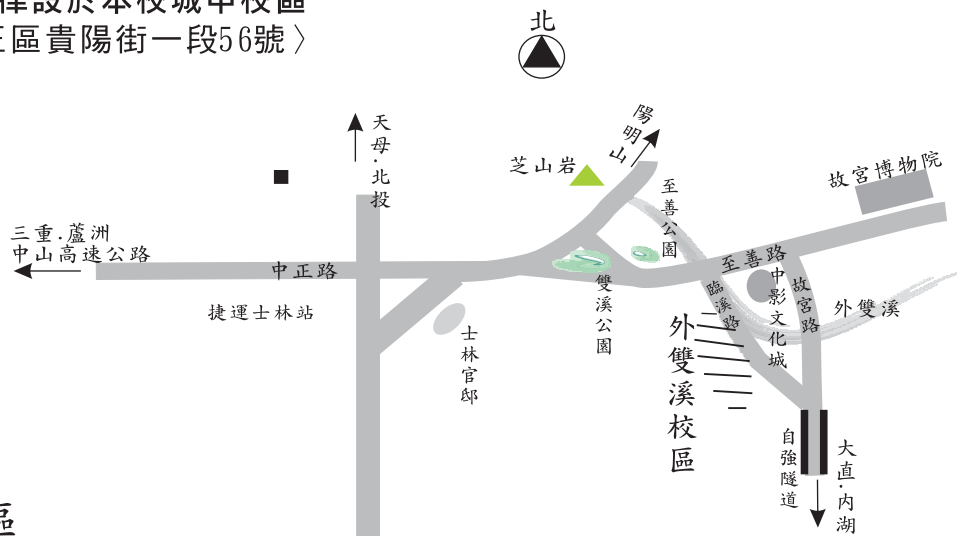 律設於本校城中校區
區貴陽街一段56號〉
北
天母.北投
陽明山
芝山岩
至善公園
故宮博物院
三重.蘆洲
中山高速公路
中正路
至善路
捷運士林站
士林官邸
雙溪公園
臨溪路
中影文化城
故宮路
外雙溪
外雙溪校區
自強隧道
大直.內湖
區